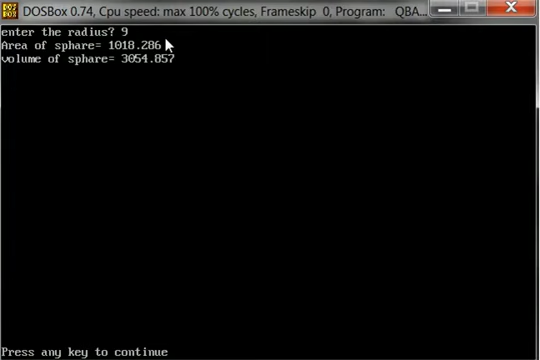 DOSBox 0.74, Cpu speed: max 100% cycles, Frameskip 0, Program: QBA...
enter the radius? 9
Area of sphare= 1018.286
volume of sphare= 3054.857
Press any key to continue